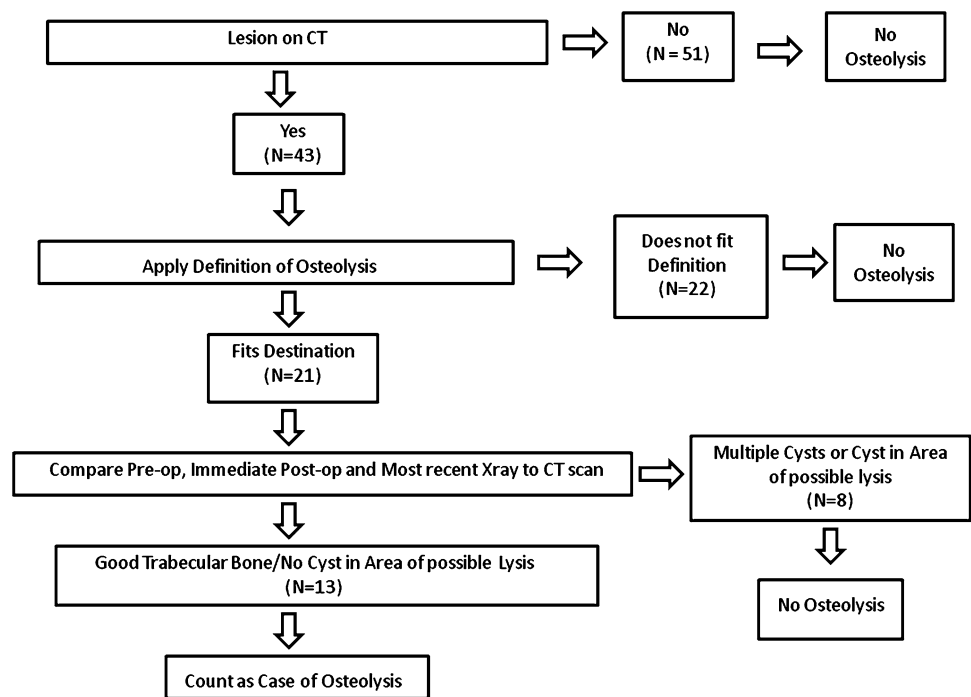 Lesion on CT
No
(N = 51)
No
Osteolysis
Yes
(N=43)
Apply Definition of Osteolysis
Does not fit
Definition
(N=22)
No
Osteolysis
Fits Destination
(N=21)
Compare Pre-op, Immediate Post-op and Most recent Xray to CT scan
Multiple Cysts or Cyst in Area
of possible lysis
(N=8)
Good Trabecular Bone/No Cyst in Area of possible Lysis
(N=13)
No Osteolysis
Count as Case of Osteolysis